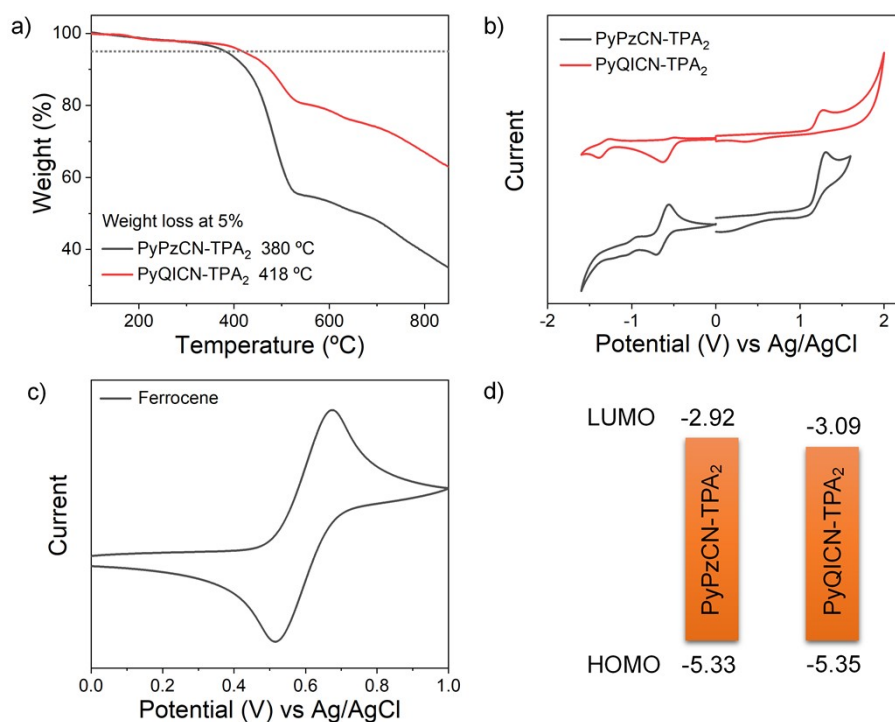 a)
100
80
60
40
Weight (%)
Weight loss at 5%
PyPzCN-TPA₂ 380 ºC
PyQICN-TPA₂ 418 ºC
200 400 600 800
Temperature (ºC)
b)
PyPzCN-TPA₂
PyQICN-TPA₂
Current
-2 -1 0 1 2
Potential (V) vs Ag/AgCl
c)
Ferrocene
Current
0.0 0.2 0.4 0.6 0.8 1.0
Potential (V) vs Ag/AgCl
d)
LUMO -2.92 -3.09
PyPzCN-TPA₂
PyQICN-TPA₂
HOMO -5.33 -5.35